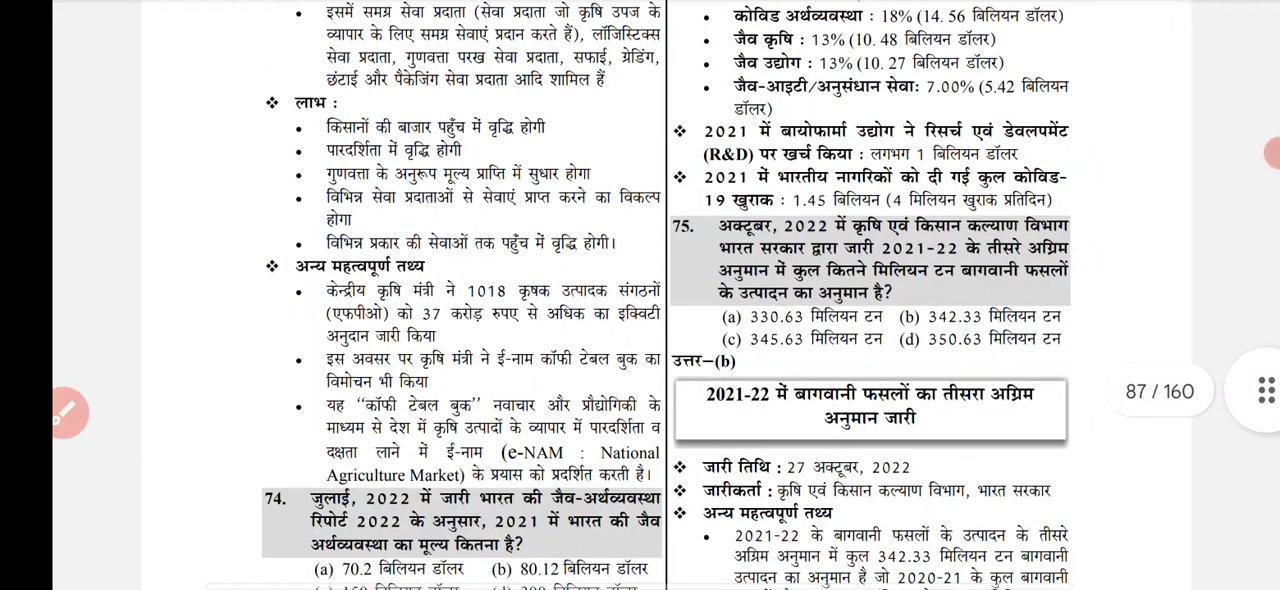 • इसमें समग्र सेवा प्रदाता (सेवा प्रदाता जो कृषि उपज के
व्यापार के लिए समग्र सेवाएं प्रदान करते हैं), लॉजिस्टिक्स
सेवा प्रदाता, गुणवत्ता परख सेवा प्रदाता, सफाई, ग्रेडिंग,
छंटाई और पैकेजिंग सेवा प्रदाता आदि शामिल हैं
❖ लाभ :
• किसानों की बाजार पहुँच में वृद्धि होगी
• पारदर्शिता में वृद्धि होगी
• गुणवत्ता के अनुरूप मूल्य प्राप्ति में सुधार होगा
• विभिन्न सेवा प्रदाताओं से सेवाएं प्राप्त करने का विकल्प
होगा
• विभिन्न प्रकार की सेवाओं तक पहुँच में वृद्धि होगी।
❖ अन्य महत्वपूर्ण तथ्य
• केन्द्रीय कृषि मंत्री ने 1018 कृषक उत्पादक संगठनों
(एफपीओ) को 37 करोड़ रुपए से अधिक का इक्विटी
अनुदान जारी किया
• इस अवसर पर कृषि मंत्री ने ई-नाम कॉफी टेबल बुक का
विमोचन भी किया
• यह ‘‘कॉफी टेबल बुक’’ नवाचार और प्रौद्योगिकी के
माध्यम से देश में कृषि उत्पादों के व्यापार में पारदर्शिता व
दक्षता लाने में ई-नाम (e-NAM : National
Agriculture Market) के प्रयास को प्रदर्शित करती है।
74. जुलाई, 2022 में जारी भारत की जैव-अर्थव्यवस्था
रिपोर्ट 2022 के अनुसार, 2021 में भारत की जैव
अर्थव्यवस्था का मूल्य कितना है?
(a) 70.2 बिलियन डॉलर (b) 80.12 बिलियन डॉलर
• कोविड अर्थव्यवस्था : 18% (14. 56 बिलियन डॉलर)
• जैव कृषि : 13% (10. 48 बिलियन डॉलर)
• जैव उद्योग : 13% (10. 27 बिलियन डॉलर)
• जैव-आइटी/अनुसंधान सेवा: 7.00% (5.42 बिलियन
डॉलर)
❖ 2021 में बायोफार्मा उद्योग ने रिसर्च एवं डेवलपमेंट
(R&D) पर खर्च किया : लगभग 1 बिलियन डॉलर
❖ 2021 में भारतीय नागरिकों को दी गई कुल कोविड-
19 खुराक : 1.45 बिलियन (4 मिलियन खुराक प्रतिदिन)
75. अक्टूबर, 2022 में कृषि एवं किसान कल्याण विभाग
भारत सरकार द्वारा जारी 2021-22 के तीसरे अग्रिम
अनुमान में कुल कितने मिलियन टन बागवानी फसलों
के उत्पादन का अनुमान है?
(a) 330.63 मिलियन टन (b) 342.33 मिलियन टन
(c) 345.63 मिलियन टन (d) 350.63 मिलियन टन
उत्तर–(b)
2021-22 में बागवानी फसलों का तीसरा अग्रिम
अनुमान जारी
❖ जारी तिथि : 27 अक्टूबर, 2022
❖ जारीकर्ता : कृषि एवं किसान कल्याण विभाग, भारत सरकार
❖ अन्य महत्वपूर्ण तथ्य
• 2021-22 के बागवानी फसलों के उत्पादन के तीसरे
अग्रिम अनुमान में कुल 342.33 मिलियन टन बागवानी
उत्पादन का अनुमान है जो 2020-21 के कुल बागवानी
87 / 160